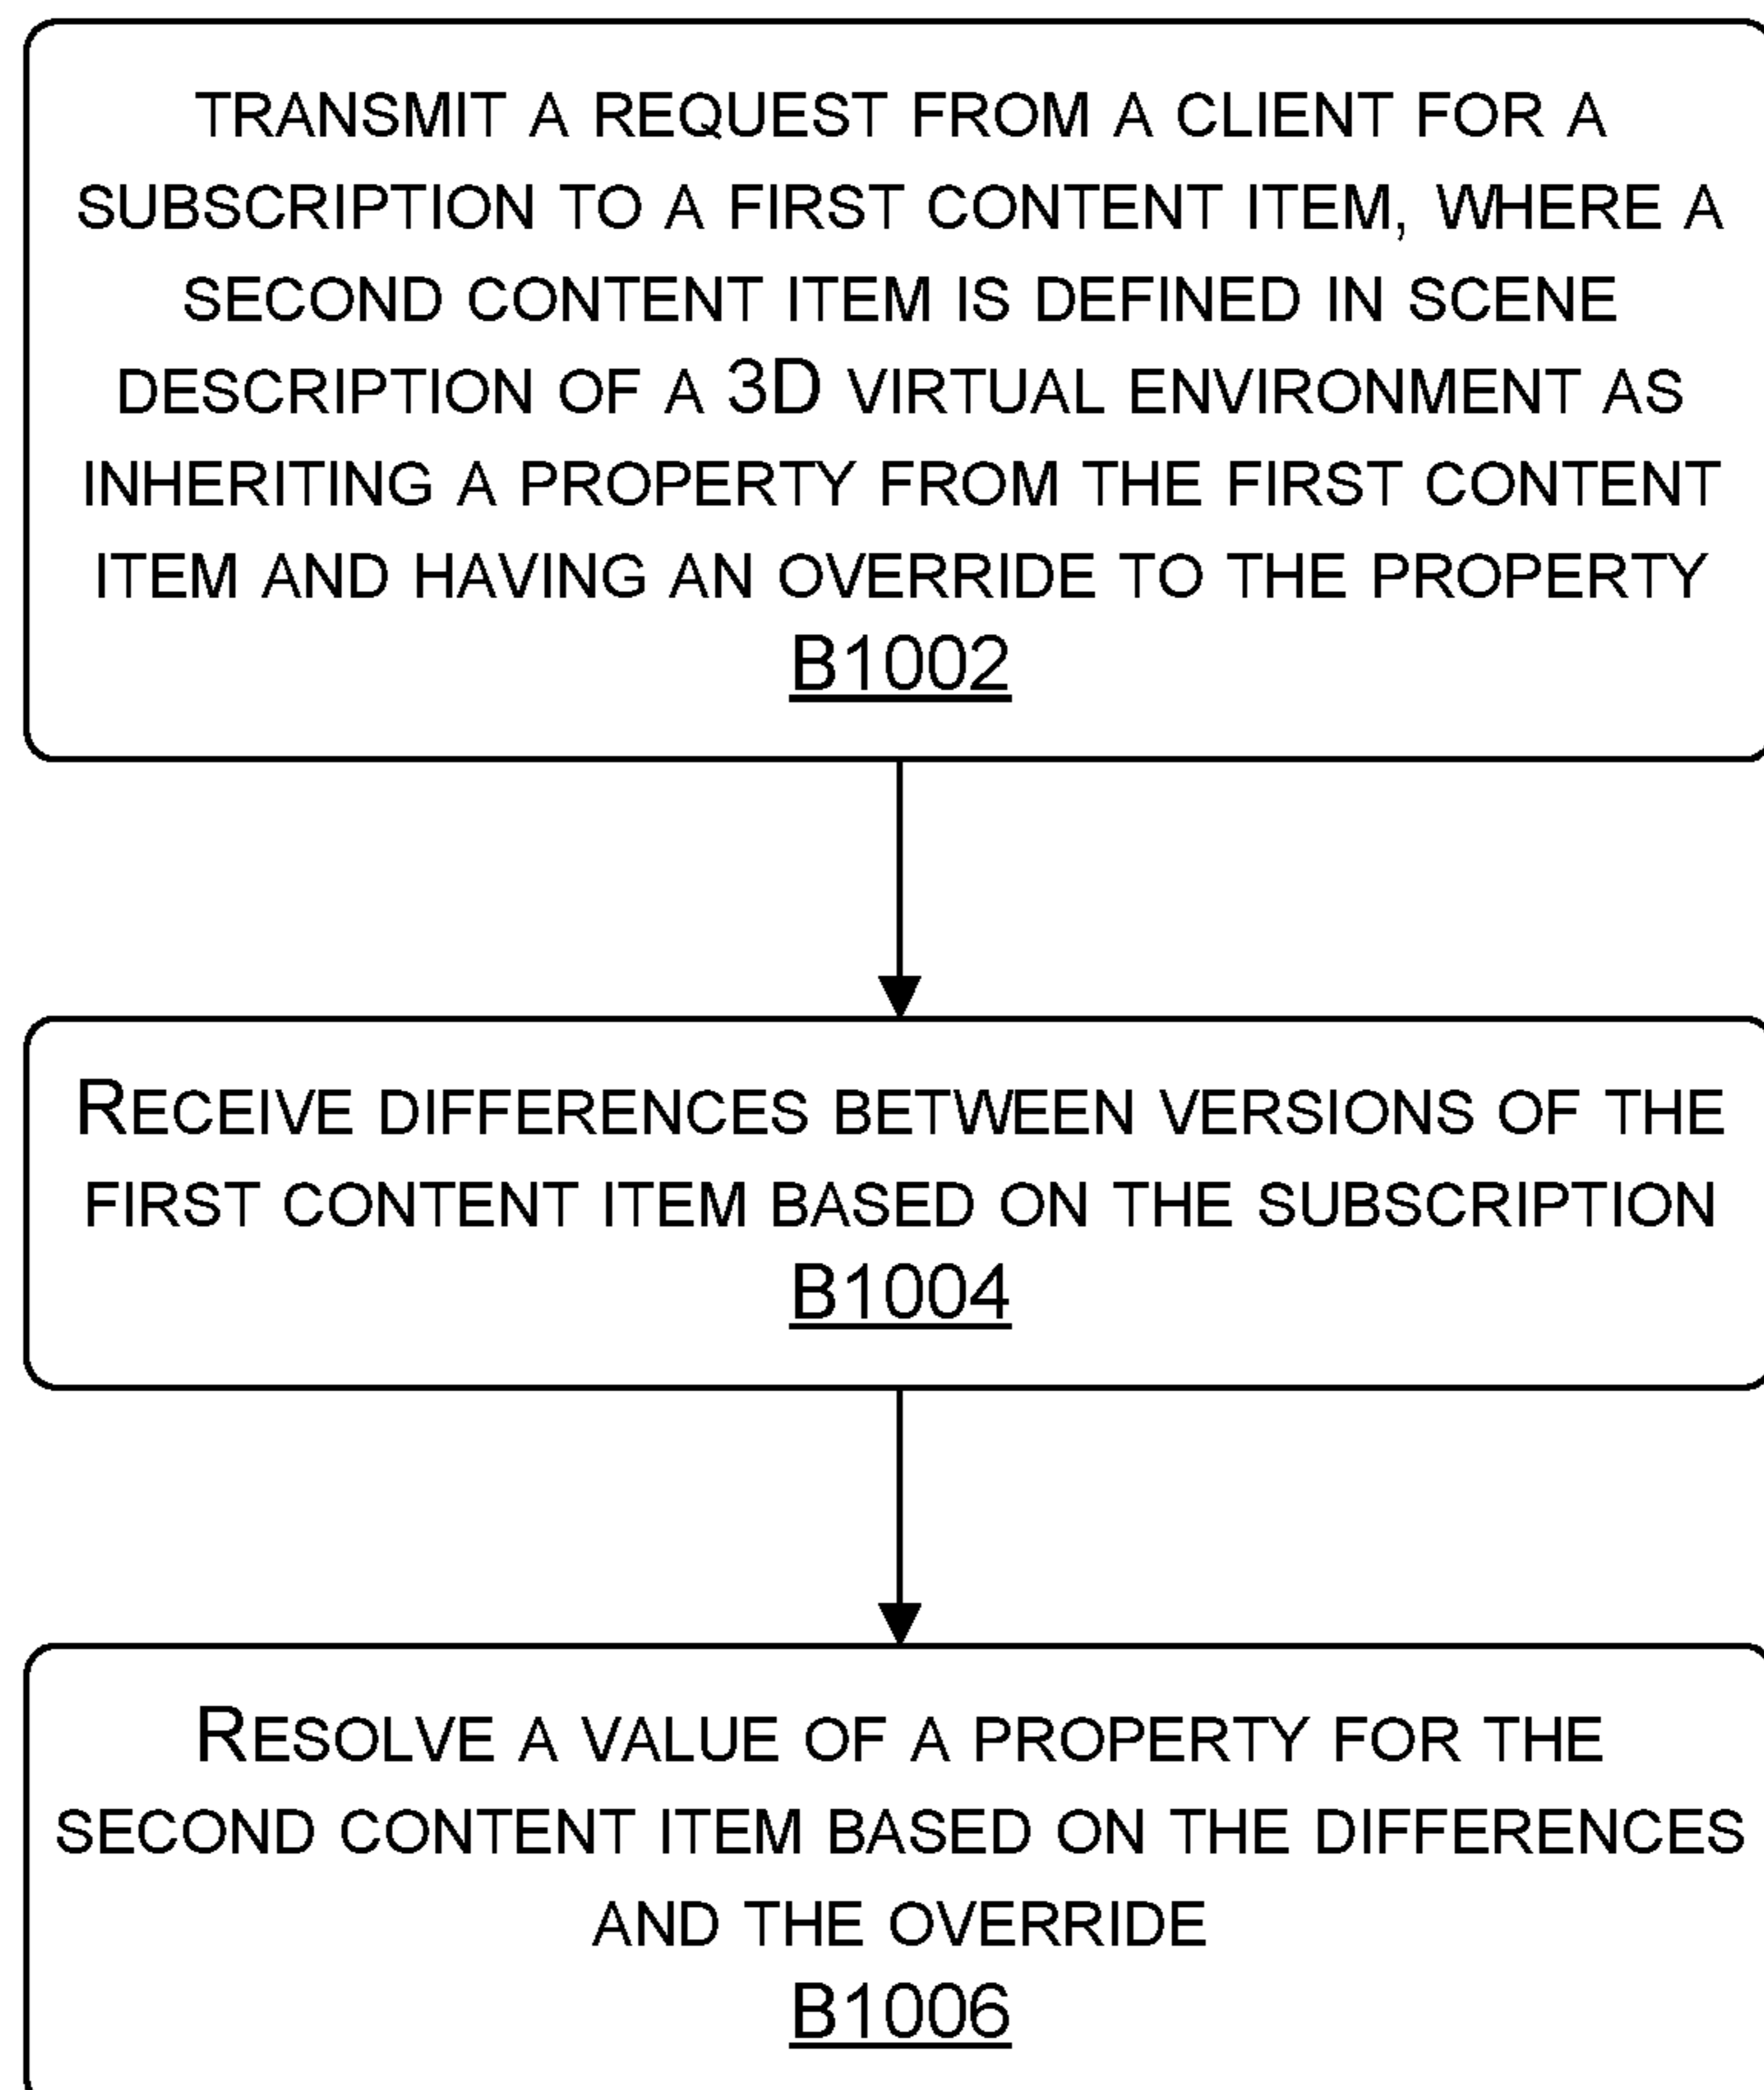 TRANSMIT A REQUEST FROM A CLIENT FOR A
SUBSCRIPTION TO A FIRST CONTENT ITEM, WHERE A
SECOND CONTENT ITEM IS DEFINED IN SCENE
DESCRIPTION OF A 3D VIRTUAL ENVIRONMENT AS
INHERITING A PROPERTY FROM THE FIRST CONTENT
ITEM AND HAVING AN OVERRIDE TO THE PROPERTY
B1002
RECEIVE DIFFERENCES BETWEEN VERSIONS OF THE
FIRST CONTENT ITEM BASED ON THE SUBSCRIPTION
B1004
RESOLVE A VALUE OF A PROPERTY FOR THE
SECOND CONTENT ITEM BASED ON THE DIFFERENCES
AND THE OVERRIDE
B1006